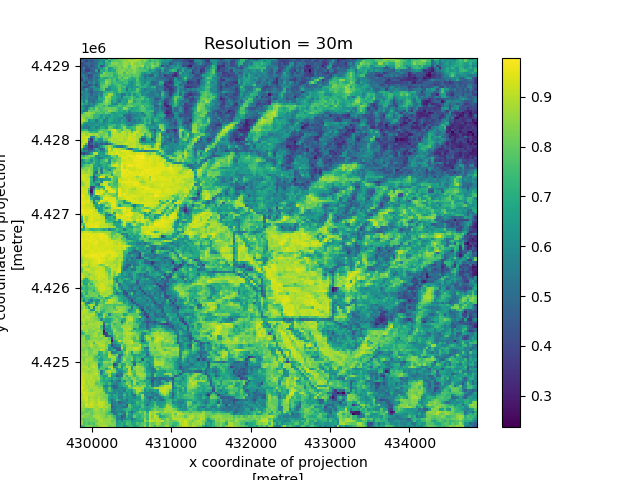 Resolution = 30m
1e6
4.429
4.428
4.427
4.426
4.425
y coordinate of projection
[metre]
430000 431000 432000 433000 434000
x coordinate of projection
[metre]
0.9
0.8
0.7
0.6
0.5
0.4
0.3